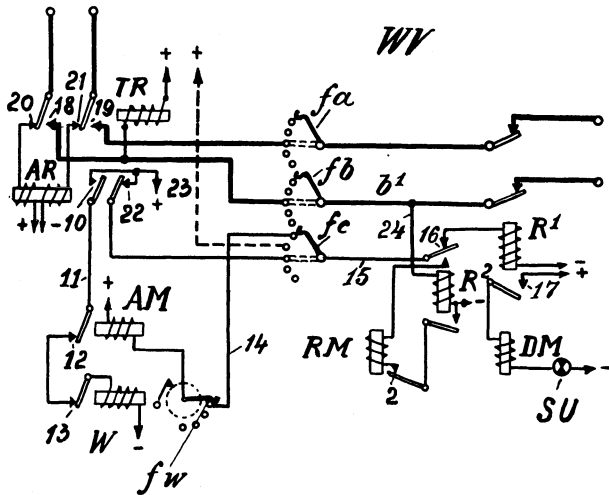 WV
+ +
TR
20 18 21 19
fa
AR
fb
b¹
+ - 10
22
23
+
fc
24
16
R¹
11
15
- +
17
R²
-
+
AM
12
14
RM
2
DM
SU
-
13
W
-
fw